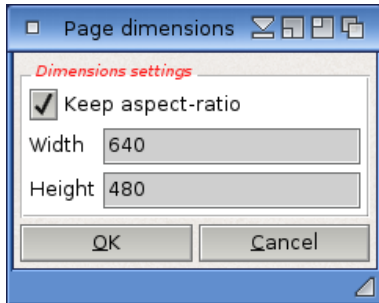 Page dimensions
Dimensions settings
Keep aspect-ratio
Width 640
Height 480
OK Cancel